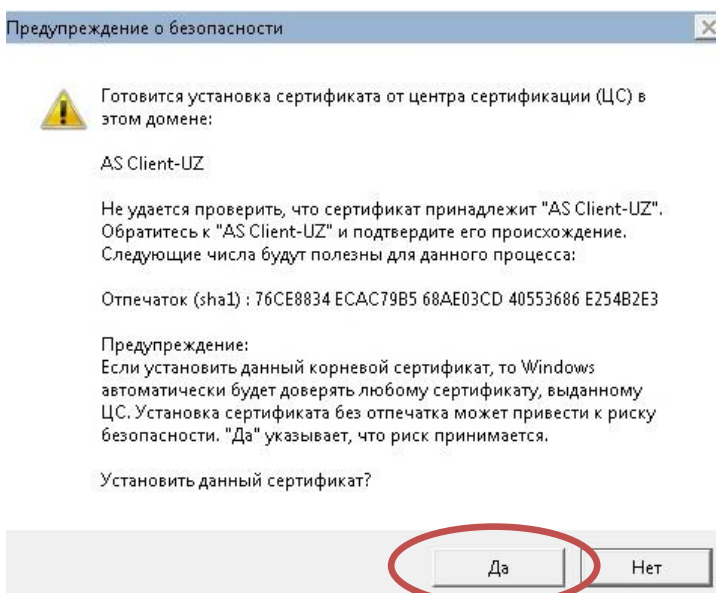 Предупреждение о безопасности
Готовится установка сертификата от центра сертификации (ЦС) в
этом домене:
AS Client-UZ
Не удается проверить, что сертификат принадлежит "AS Client-UZ".
Обратитесь к "AS Client-UZ" и подтвердите его происхождение.
Следующие числа будут полезны для данного процесса:
Отпечаток (sha1) : 76CE8834 ECAC79B5 68AE03CD 40553686 E254B2E3
Предупреждение:
Если установить данный корневой сертификат, то Windows
автоматически будет доверять любому сертификату, выданному
ЦС. Установка сертификата без отпечатка может привести к риску
безопасности. "Да" указывает, что риск принимается.
Установить данный сертификат?
Да Нет